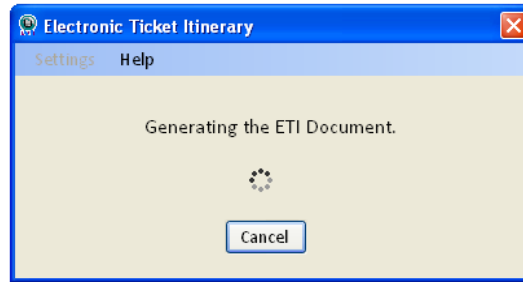 Electronic Ticket Itinerary
Settings Help
Generating the ETI Document.
Cancel